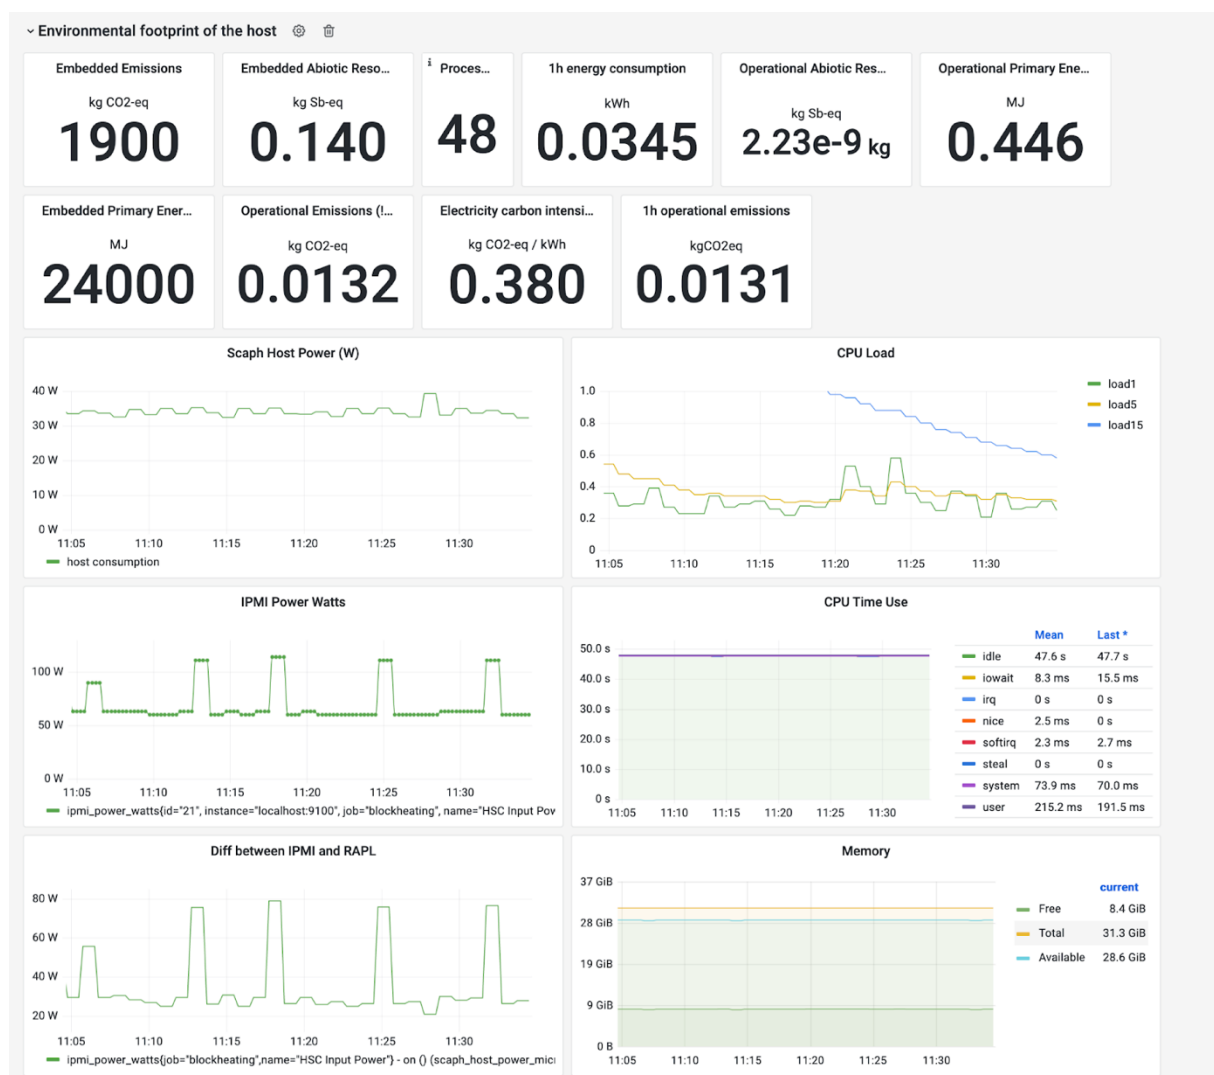 Environmental footprint of the host
Embedded Emissions
kg CO2-eq
1900
Embedded Abiotic Reso...
kg Sb-eq
0.140
i
Proces...
48
1h energy consumption
kWh
0.0345
Operational Abiotic Res...
kg Sb-eq
2.23e-9 kg
Operational Primary Ene...
MJ
0.446
Embedded Primary Ener...
MJ
24000
Operational Emissions (!...
kg CO2-eq
0.0132
Electricity carbon intensi...
kg CO2-eq / kWh
0.380
1h operational emissions
kgCO2eq
0.0131
Scaph Host Power (W)
40 W
30 W
20 W
10 W
0 W
11:05 11:10 11:15 11:20 11:25 11:30
host consumption
CPU Load
1.0
0.8
0.6
0.4
0.2
0
11:05 11:10 11:15 11:20 11:25 11:30
load1
load5
load15
IPMI Power Watts
100 W
50 W
0 W
11:05 11:10 11:15 11:20 11:25 11:30
ipmi_power_watts{id="21", instance="localhost:9100", job="blockheating", name="HSC Input Pow
CPU Time Use
50.0 s
40.0 s
30.0 s
20.0 s
10.0 s
0 s
11:05 11:10 11:15 11:20 11:25 11:30
Mean Last *
idle 47.6 s 47.7 s
iowait 8.3 ms 15.5 ms
irq 0 s 0 s
nice 2.5 ms 0 s
softirq 2.3 ms 2.7 ms
steal 0 s 0 s
system 73.9 ms 70.0 ms
user 215.2 ms 191.5 ms
Diff between IPMI and RAPL
80 W
60 W
40 W
20 W
11:05 11:10 11:15 11:20 11:25 11:30
ipmi_power_watts{job="blockheating",name="HSC Input Power"} - on () (scaph_host_power_micr
Memory
37 GiB
28 GiB
19 GiB
9 GiB
0 B
11:05 11:10 11:15 11:20 11:25 11:30
current
Free 8.4 GiB
Total 31.3 GiB
Available 28.6 GiB